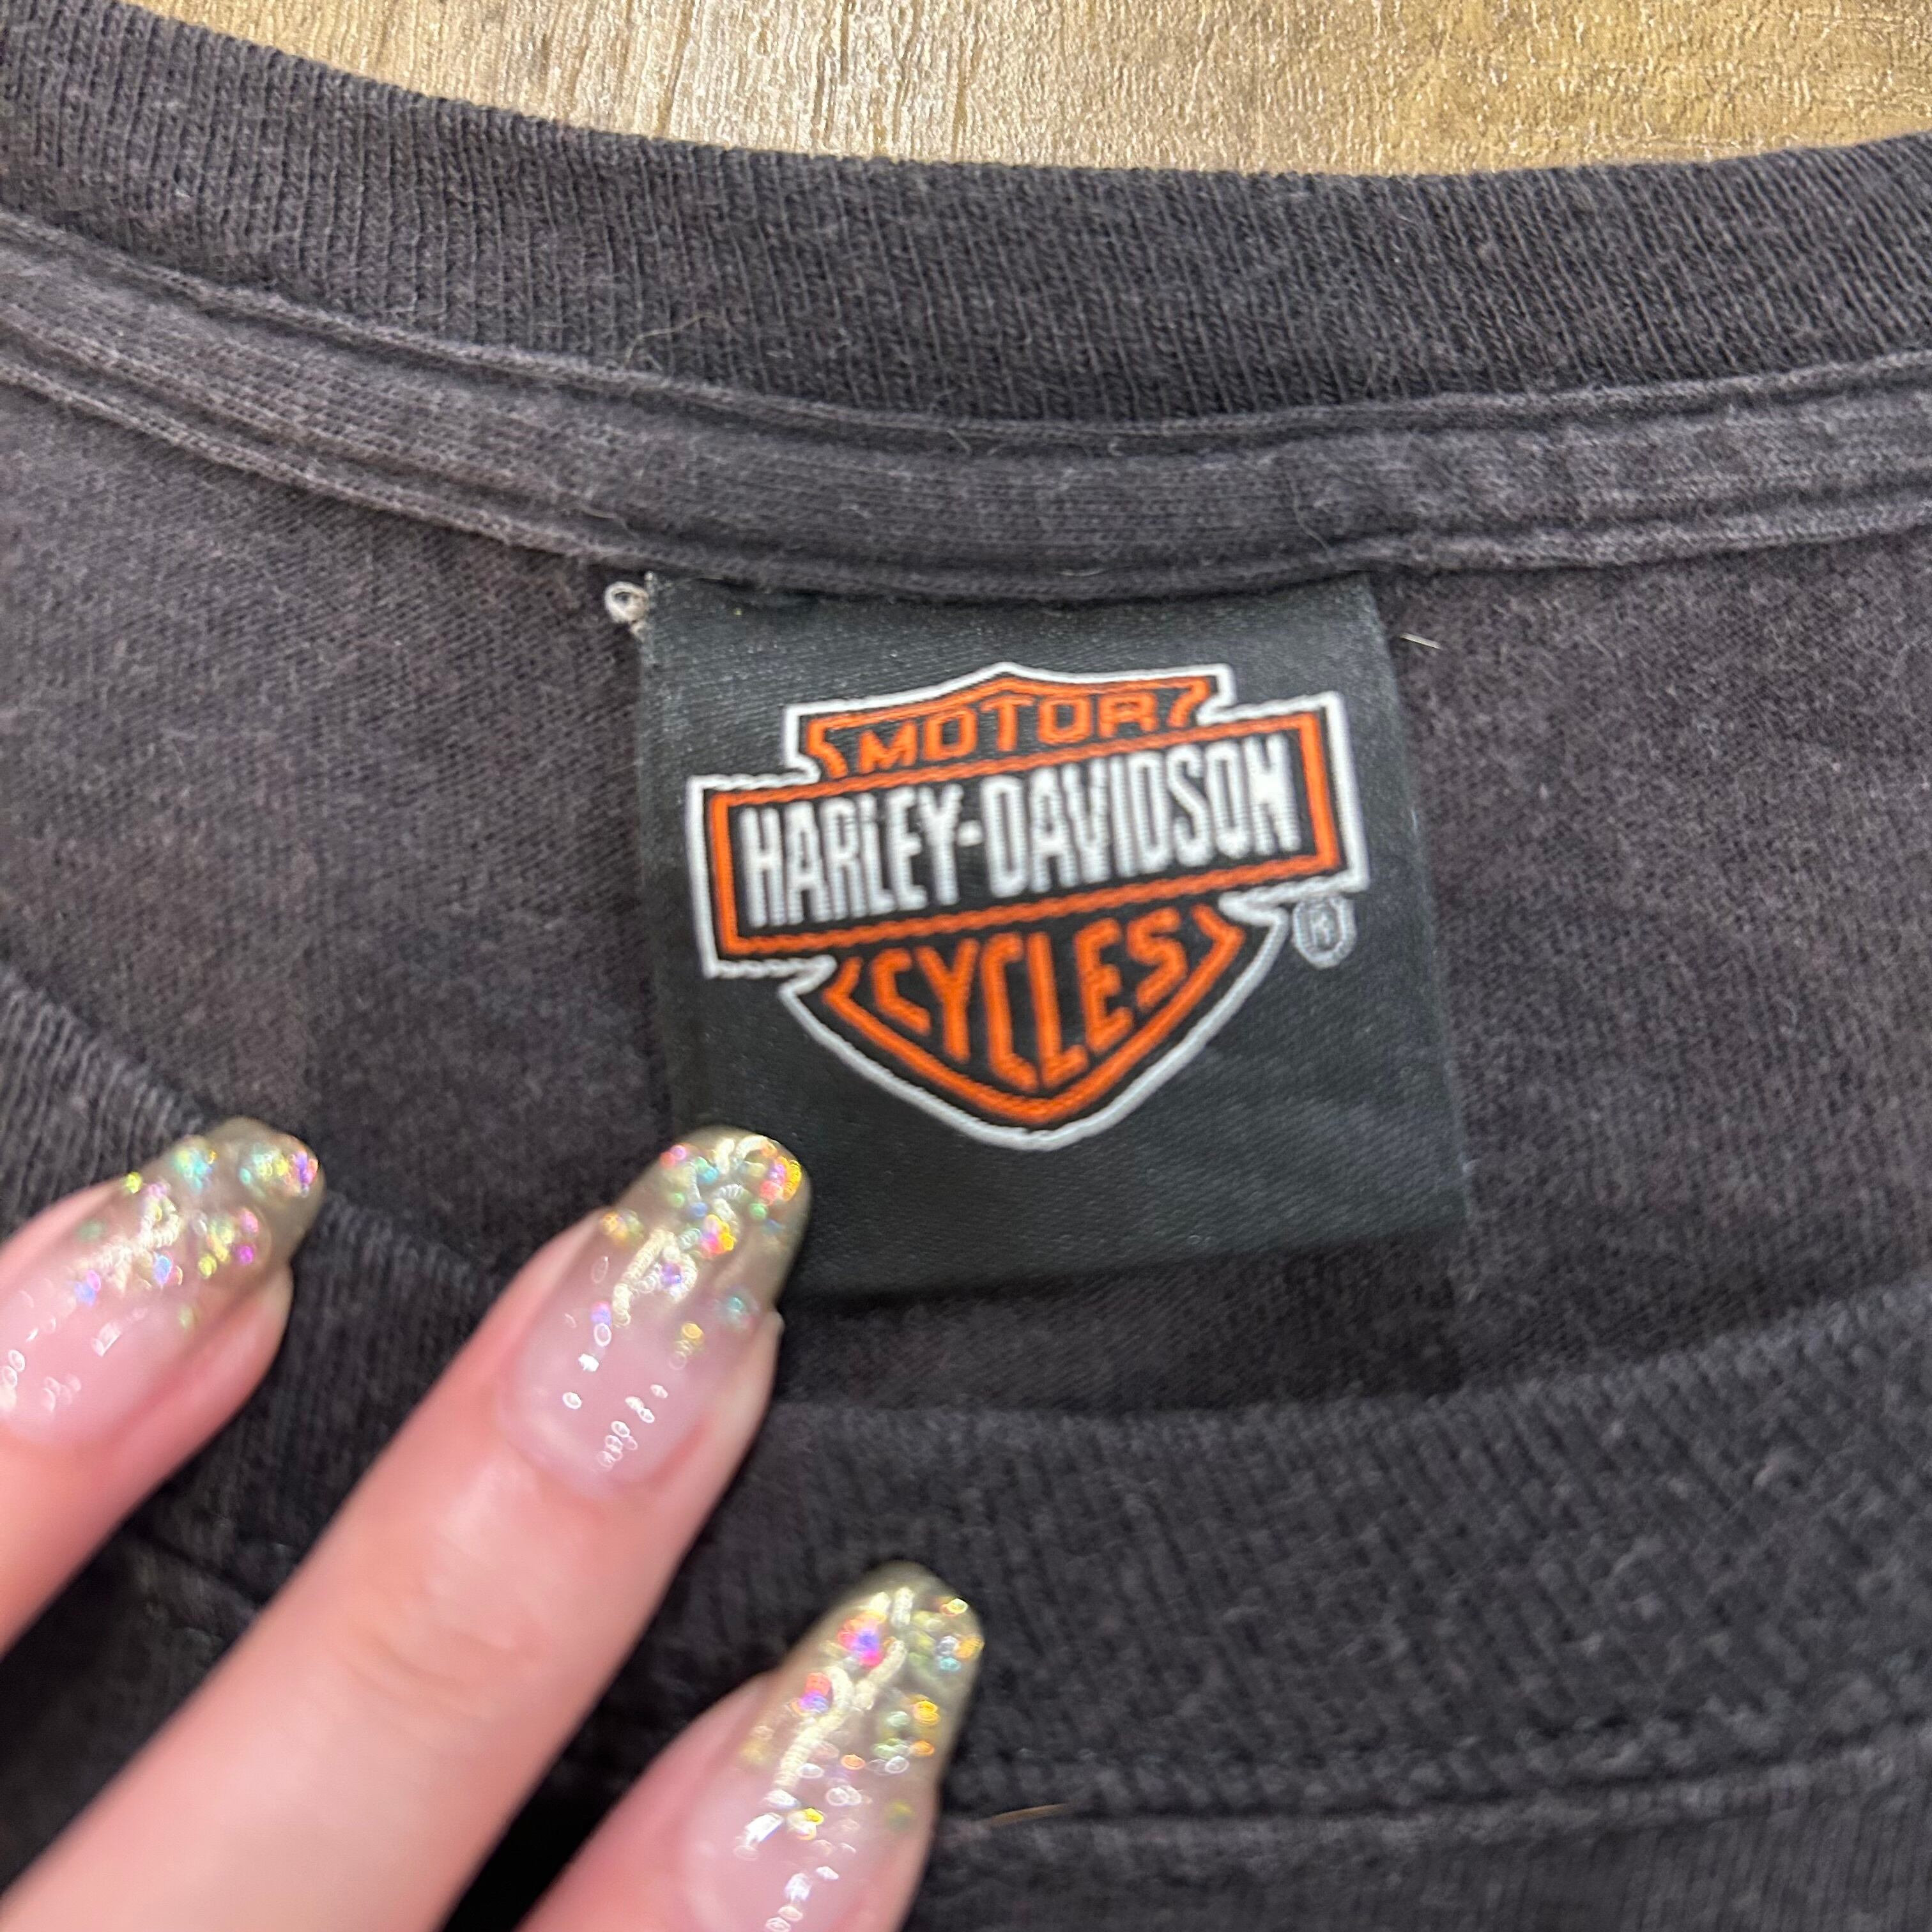 MOTOR
HARLEY-DAVIDSON
CYCLES
®